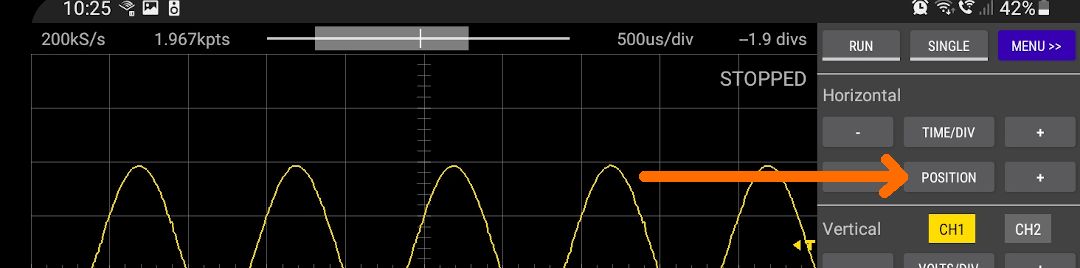 10:25 42%
200kS/s 1.967kpts 500us/div -1.9 divs
RUN SINGLE MENU >>
STOPPED
Horizontal
- TIME/DIV +
POSITION +
Vertical CH1 CH2
T
VOLTS/DIV